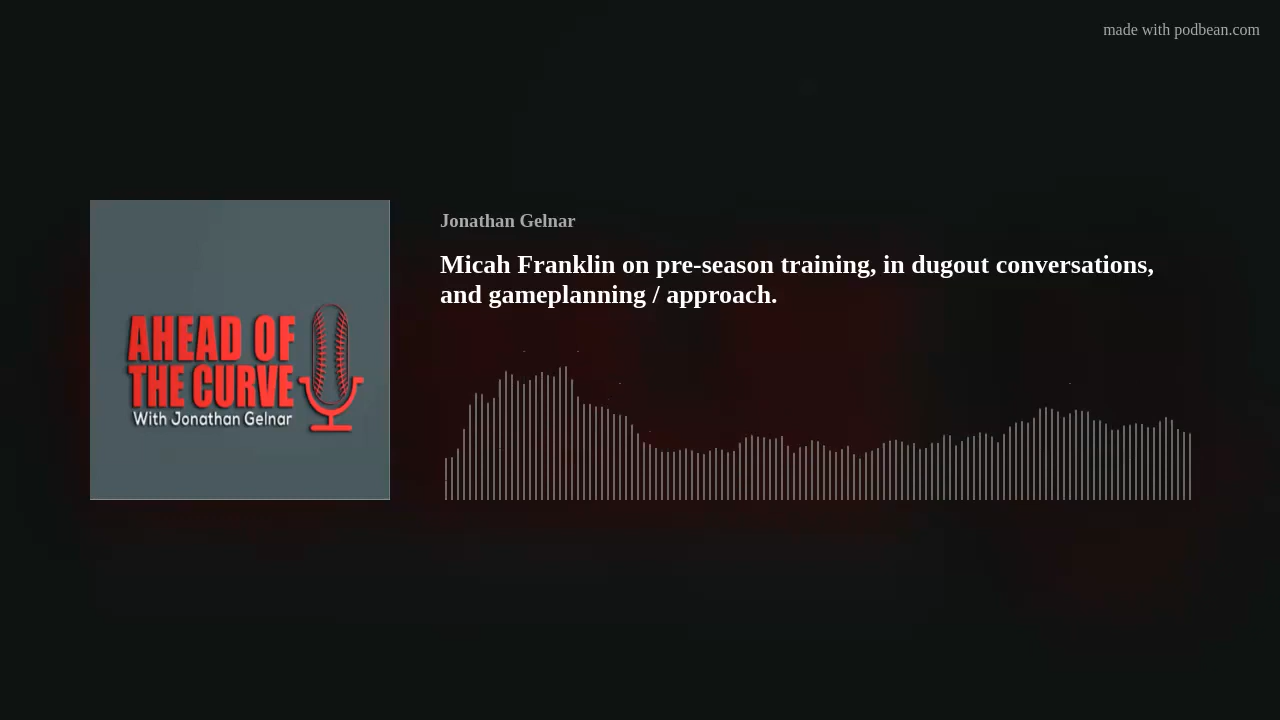 made with podbean.com
Jonathan Gelnar
Micah Franklin on pre-season training, in dugout conversations,
and gameplanning / approach.
AHEAD OF
THE CURVE
With Jonathan Gelnar